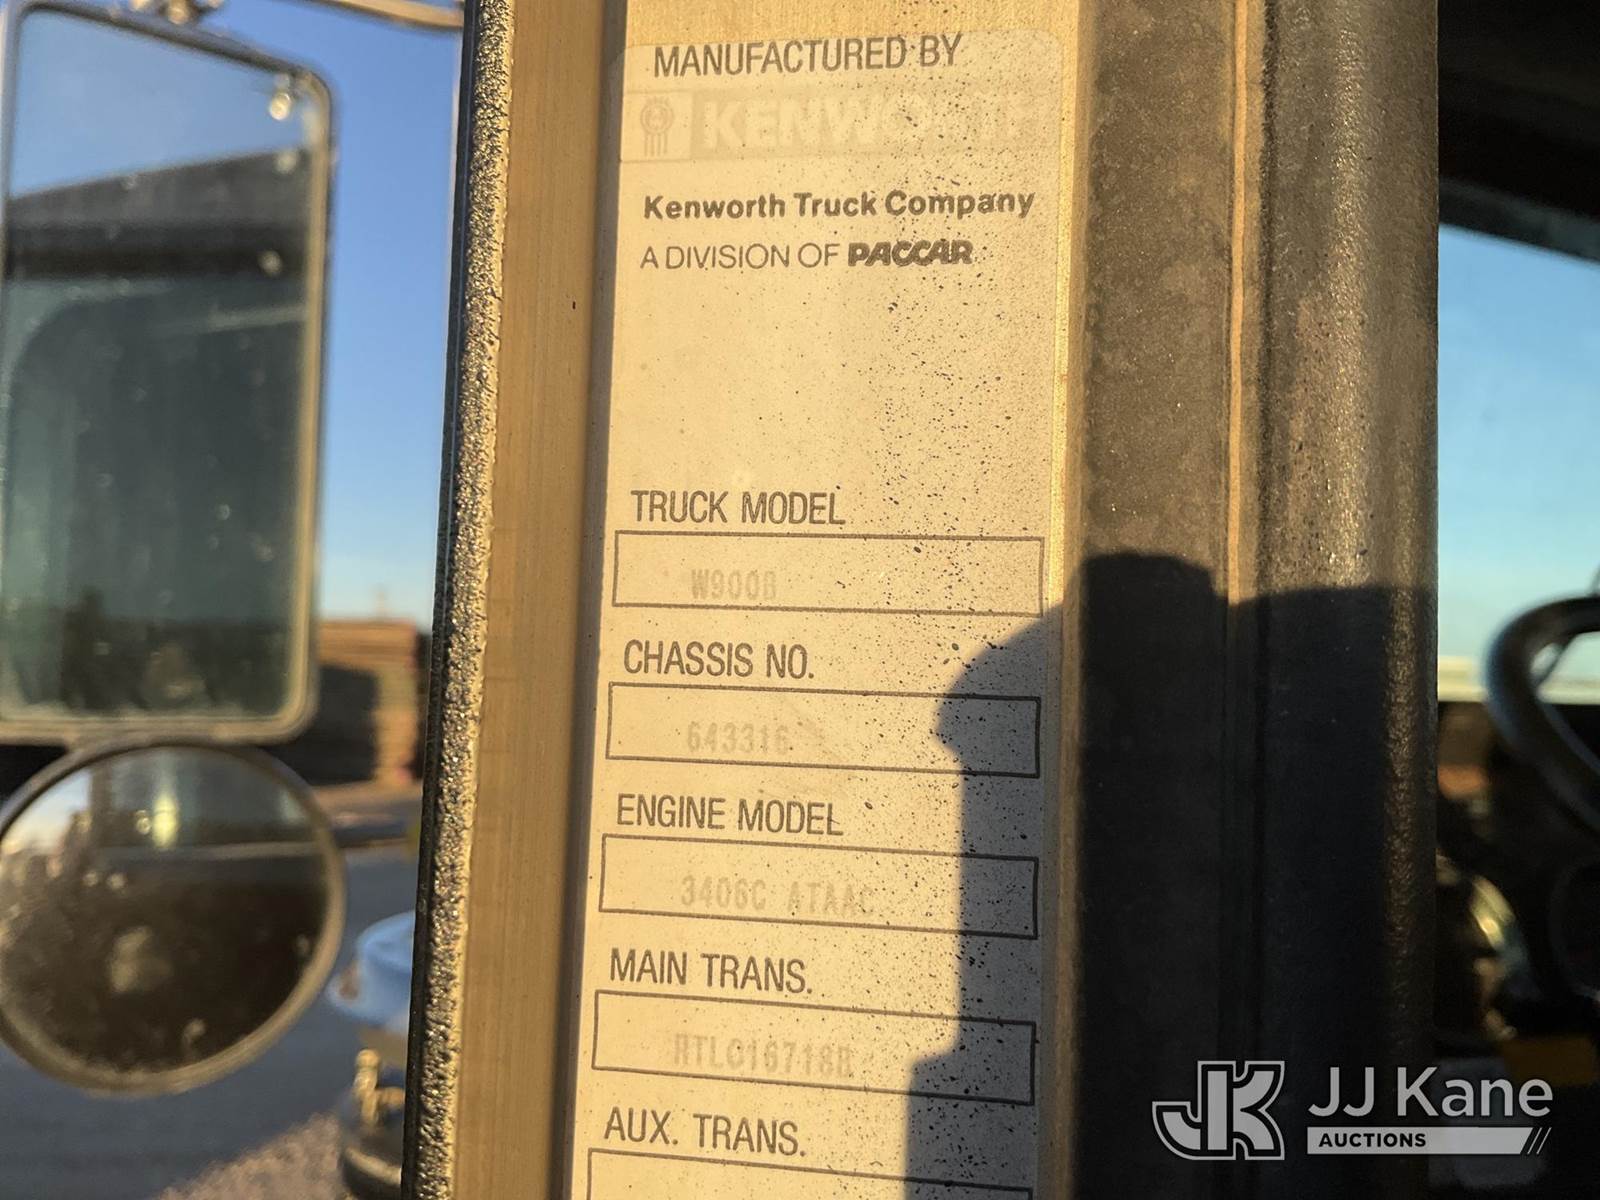 MANUFACTURED BY
KENWORTH
Kenworth Truck Company
A DIVISION OF PACCAR
TRUCK MODEL
W900B
CHASSIS NO.
643316
ENGINE MODEL
3406C ATAAC
MAIN TRANS.
RTLO16718B
AUX. TRANS.
JJ Kane
AUCTIONS